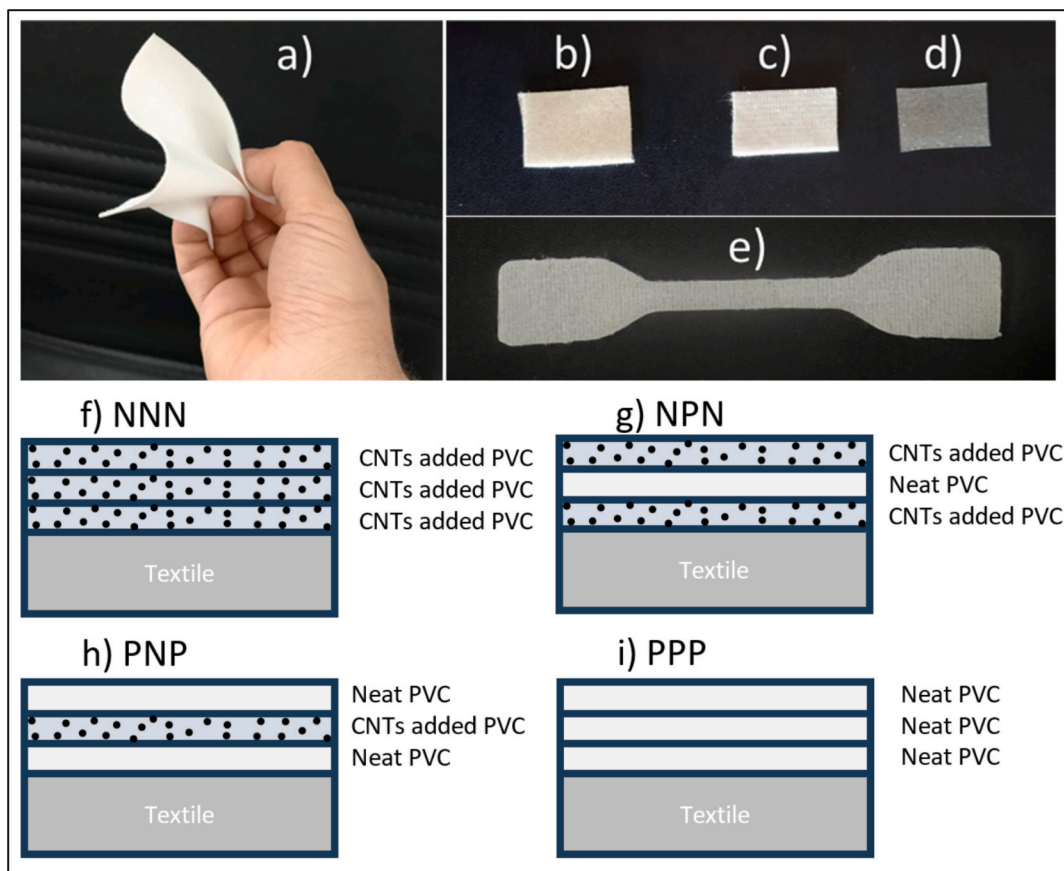 a)
b)
c)
d)
e)
f) NNN
CNTs added PVC
CNTs added PVC
CNTs added PVC
Textile
g) NPN
CNTs added PVC
Neat PVC
CNTs added PVC
Textile
h) PNP
Neat PVC
CNTs added PVC
Neat PVC
Textile
i) PPP
Neat PVC
Neat PVC
Neat PVC
Textile